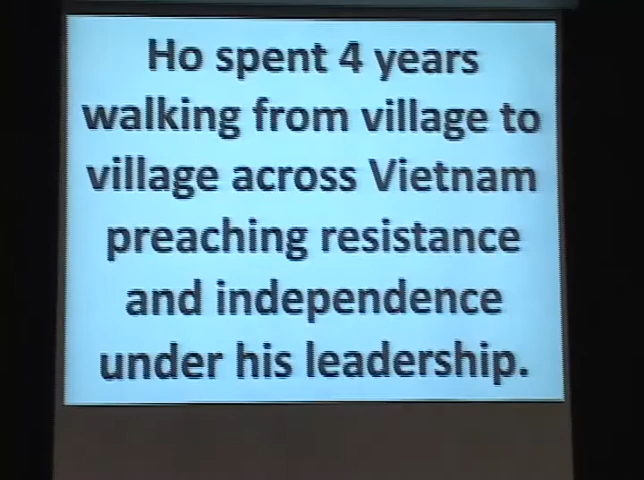 Ho spent 4 years
walking from village to
village across Vietnam
preaching resistance
and independence
under his leadership.